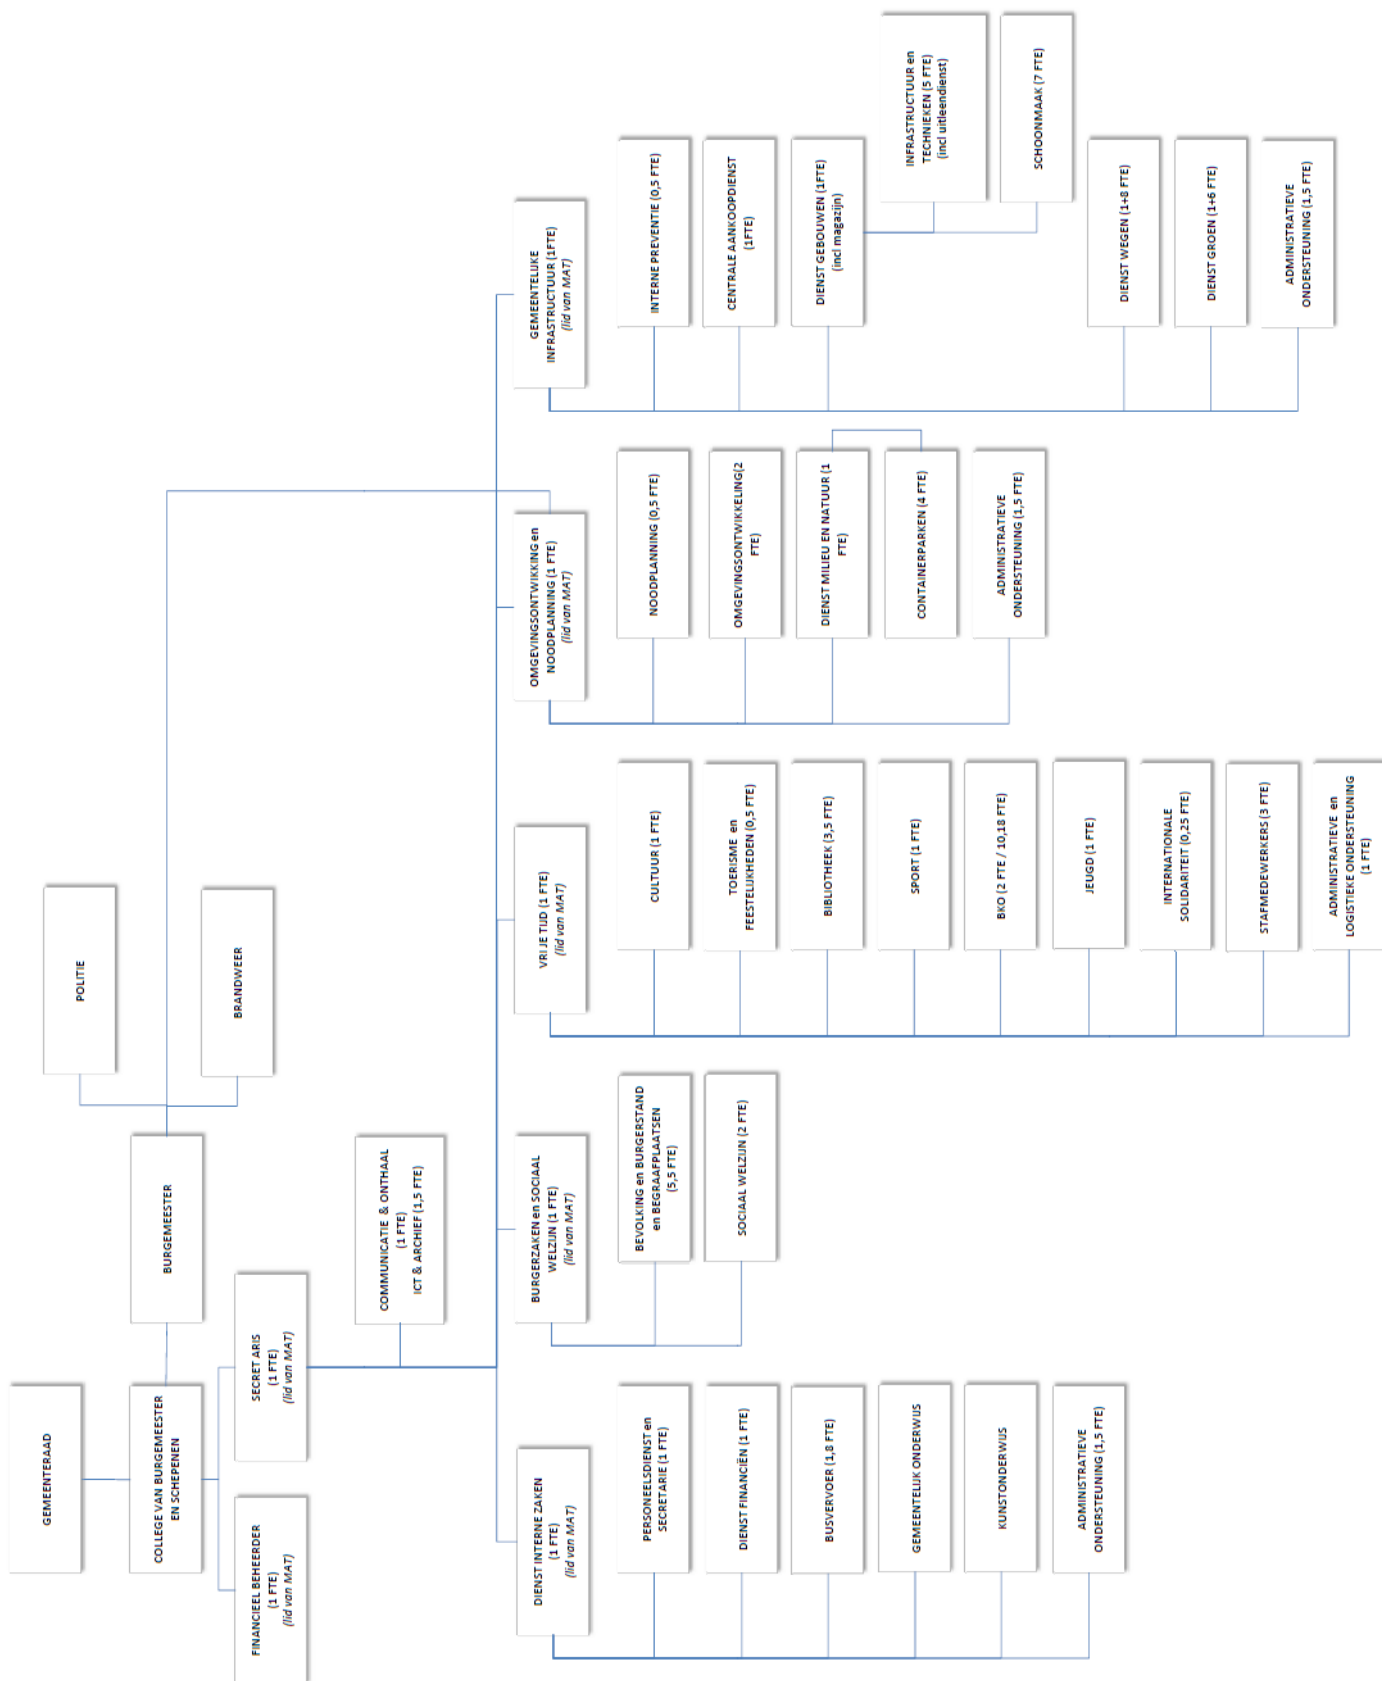 GEMEENTERAAD
COLLEGE VAN BURGEMEESTER
EN SCHEPENEN
BURGEMEESTER
POLITIE
BRANDWEER
FINANCIEEL BEHEERDER
(1 FTE)
(lid van MAT)
SECRET ARIS
(1 FTE)
(lid van MAT)
COMMUNICATIE & ONTHAAL
(1 FTE)
ICT & ARCHIEF (1,5 FTE)
DIENST INTERNE ZAKEN
(1 FTE)
(lid van MAT)
PERSONEELSDIENST en
SECRETARIE (1 FTE)
DIENST FINANCIËN (1 FTE)
BUSVERVOER (1,8 FTE)
GEMEENTELIJK ONDERWIJS
KUNSTONDERWIJS
ADMINISTRATIEVE
ONDERSTEUNING (1,5 FTE)
BURGERZAKEN en SOCIAAL
WELZIJN (1 FTE)
(lid van MAT)
BEVOLKING en BURGERSTAND
en BEGRAAFPLAATSEN
(5,5 FTE)
SOCIAAL WELZIJN (2 FTE)
VRIJE TIJD (1 FTE)
(lid van MAT)
CULTUUR (1 FTE)
TOERISME en
FEESTELIJKHEDEN (0,5 FTE)
BIBLIOTHEEK (3,5 FTE)
SPORT (1 FTE)
BKO (2 FTE / 10,18 FTE)
JEUGD (1 FTE)
INTERNATIONALE
SOLIDARITEIT (0,25 FTE)
STAFMEDEWERKERS (3 FTE)
ADMINISTRATIEVE en
LOGISTIEKE ONDERSTEUNING
(1 FTE)
OMGEVINGSONTWIKKING en
NOODPLANNING (1 FTE)
(lid van MAT)
NOODPLANNING (0,5 FTE)
OMGEVINGSONTWIKKELING(2
FTE)
DIENST MILIEU EN NATUUR (1
FTE)
CONTAINERPARKEN (4 FTE)
ADMINISTRATIEVE
ONDERSTEUNING (1,5 FTE)
GEMEENTELIJKE
INFRASTRUCTUUR (1FTE)
(lid van MAT)
INTERNE PREVENTIE (0,5 FTE)
CENTRALE AANKOOPDIENST
(1FTE)
DIENST GEBOUWEN (1FTE)
(incl magazijn)
INFRASTRUCTUUR en
TECHNIEKEN (5 FTE)
(incl uitleendienst)
SCHOONMAAK (7 FTE)
DIENST WEGEN (1+8 FTE)
DIENST GROEN (1+6 FTE)
ADMINISTRATIEVE
ONDERSTEUNING (1,5 FTE)